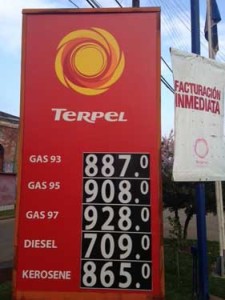 TERPEL
GAS 93 887.0
GAS 95 908.0
GAS 97 928.0
DIESEL 709.0
KEROSENE 865.0
FACTURACIÓN
INMEDIATA